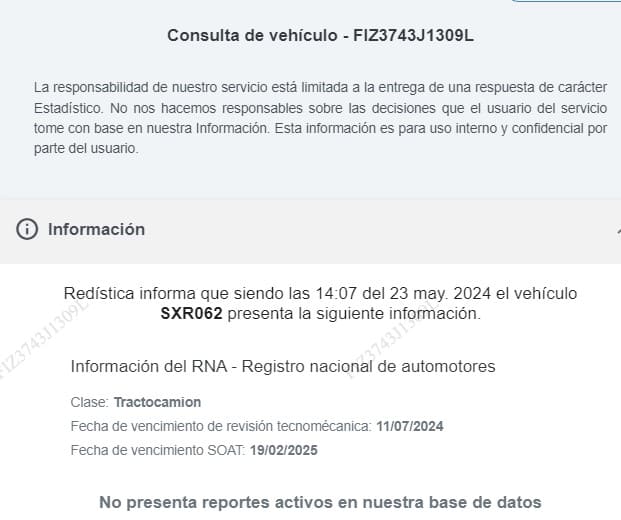 Consulta de vehículo - FIZ3743J1309L
La responsabilidad de nuestro servicio está limitada a la entrega de una respuesta de carácter
Estadístico. No nos hacemos responsables sobre las decisiones que el usuario del servicio
tome con base en nuestra Información. Esta información es para uso interno y confidencial por
parte del usuario.
Información
Redística informa que siendo las 14:07 del 23 may. 2024 el vehículo
SXR062 presenta la siguiente información.
FIZ3743J1309L
FIZ3743J1309L
Información del RNA - Registro nacional de automotores
Clase: Tractocamion
Fecha de vencimiento de revisión tecnomécanica: 11/07/2024
Fecha de vencimiento SOAT: 19/02/2025
No presenta reportes activos en nuestra base de datos